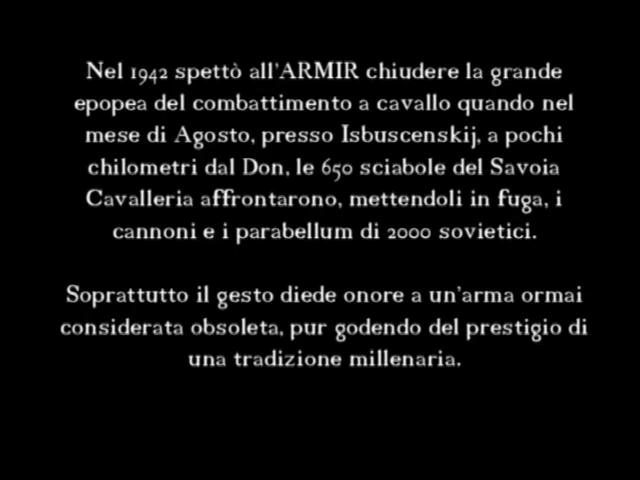 Nel 1942 spettò all'ARMIR chiudere la grande
epopea del combattimento a cavallo quando nel
mese di Agosto, presso Isbuscenskij, a pochi
chilometri dal Don, le 650 sciabole del Savoia
Cavalleria affrontarono, mettendoli in fuga, i
cannoni e i parabellum di 2000 sovietici.
Soprattutto il gesto diede onore a un'arma ormai
considerata obsoleta, pur godendo del prestigio di
una tradizione millenaria.